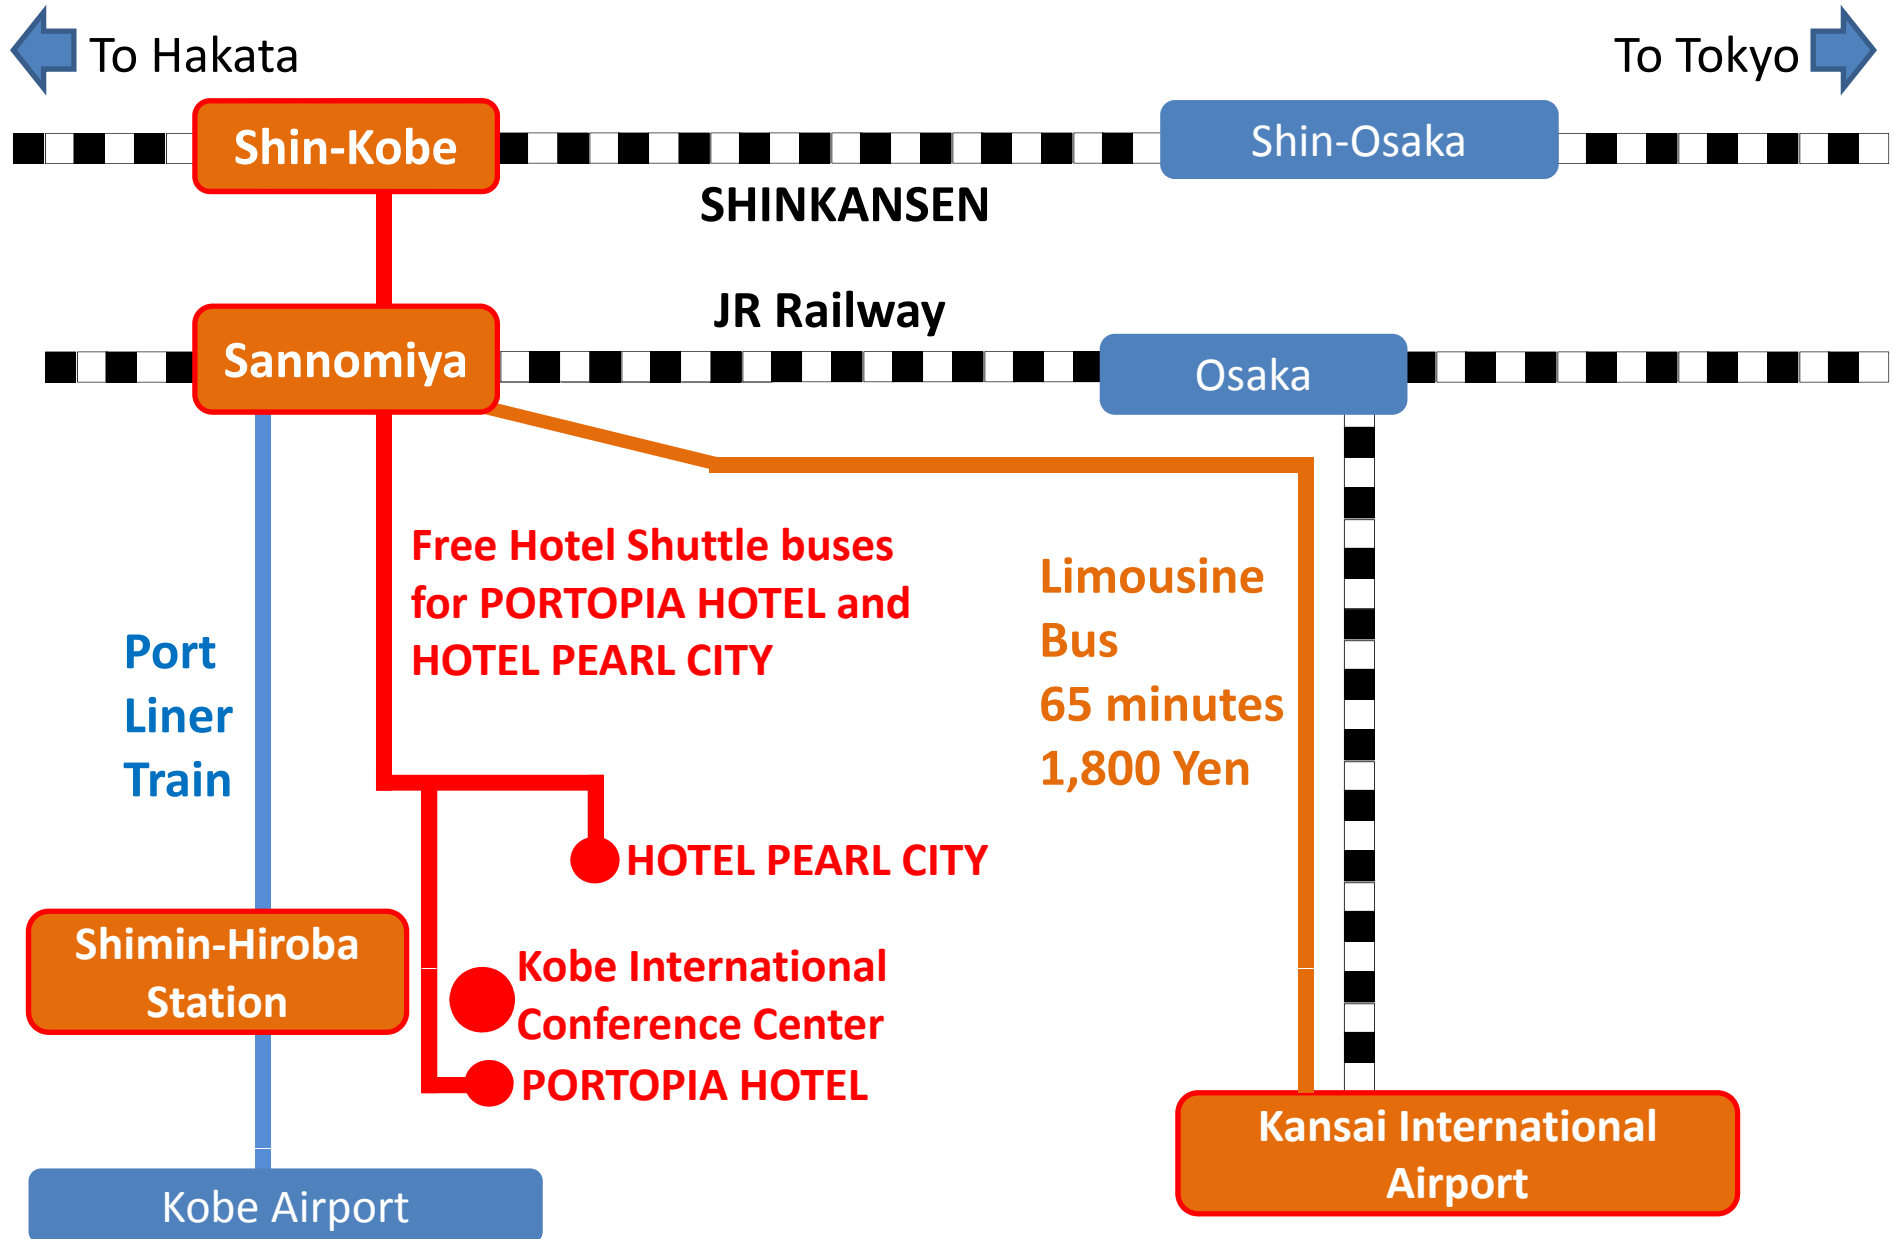 To Hakata
To Tokyo
Shin-Kobe
Shin-Osaka
SHINKANSEN
JR Railway
Sannomiya
Osaka
Free Hotel Shuttle buses
for PORTOPIA HOTEL and
HOTEL PEARL CITY
Limousine
Bus
65 minutes
1,800 Yen
Port
Liner
Train
HOTEL PEARL CITY
Shimin-Hiroba
Station
Kobe International
Conference Center
PORTOPIA HOTEL
Kansai International
Airport
Kobe Airport